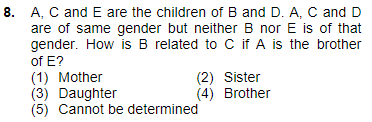 8. A, C and E are the children of B and D. A, C and D
are of same gender but neither B nor E is of that
gender. How is B related to C if A is the brother
of E?
(1) Mother (2) Sister
(3) Daughter (4) Brother
(5) Cannot be determined